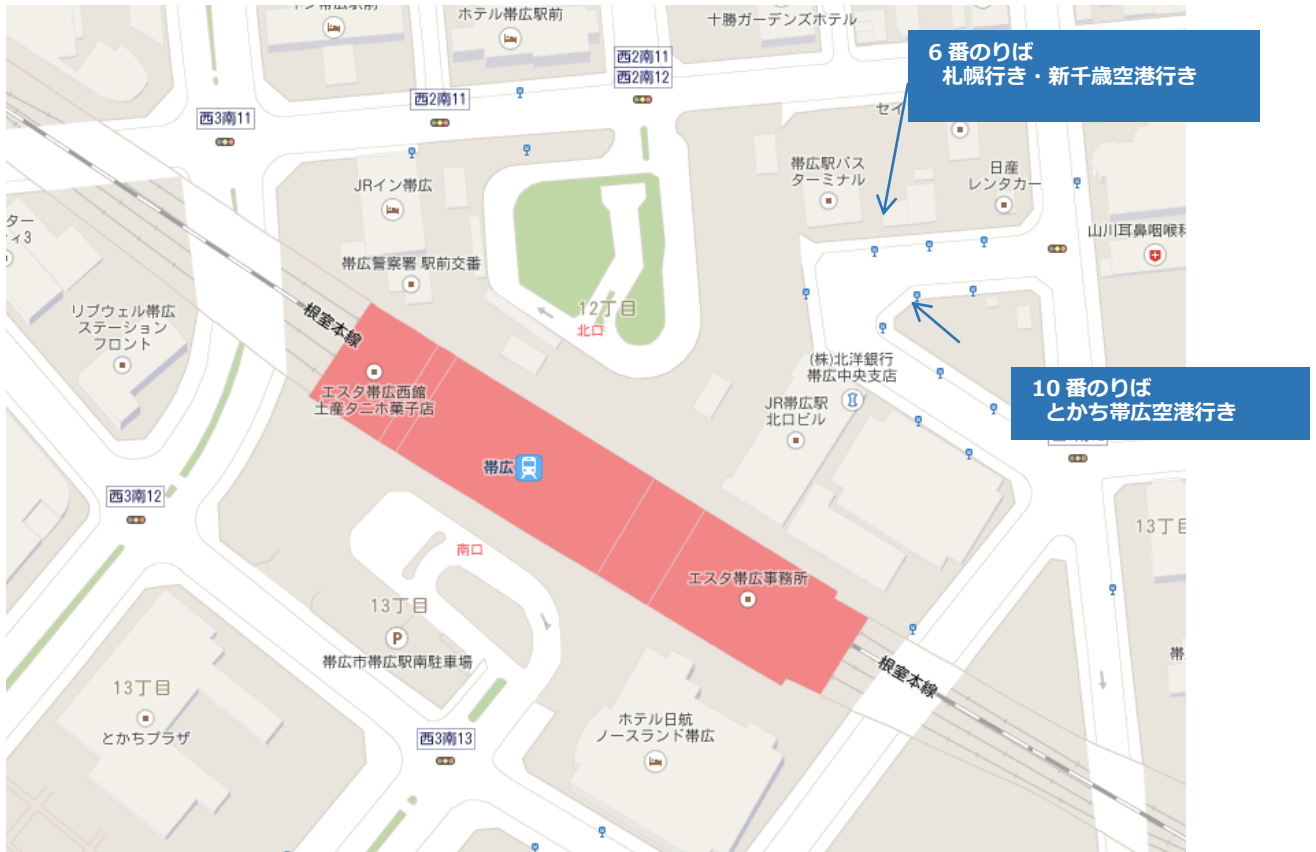 ホテル帯広駅前
十勝ガーデンズホテル
6 番のりば
札幌行き・新千歳空港行き
西2南11
西2南12
西2南11
西3南11
セイ
帯広駅バス
ターミナル
日産
レンタカー
JRイン帯広
山川耳鼻咽喉科
ター
ィ3
帯広警察署 駅前交番
12丁目
北口
リブウェル帯広
ステーション
フロント
根室本線
(株)北洋銀行
帯広中央支店
エスタ帯広西館
土産タニホ菓子店
JR帯広駅
北口ビル
10 番のりば
とかち帯広空港行き
帯広
西3南12
13丁目
南口
エスタ帯広事務所
13丁目
P
帯広市帯広駅南駐車場
帯
根室本線
13丁目
とかちプラザ
ホテル日航
ノースランド帯広
西3南13